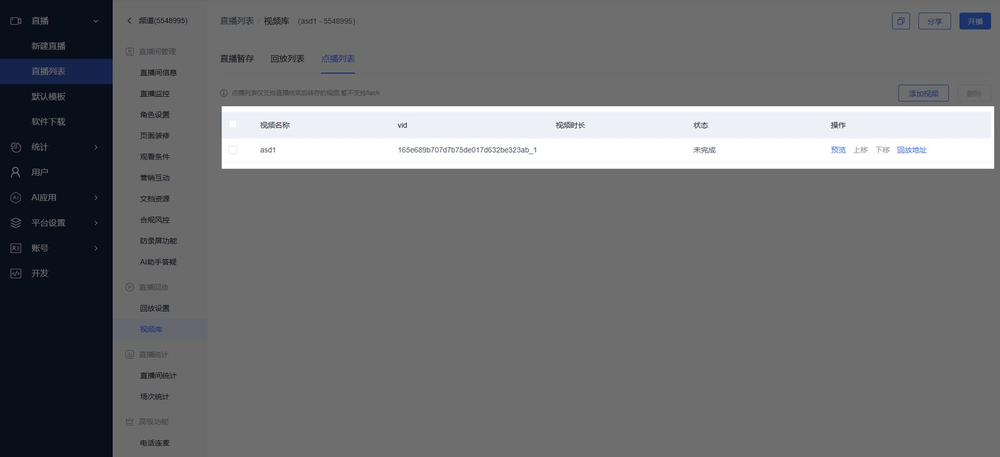 直播
新建直播
直播列表
默认模板
软件下载
统计
用户
AI应用
平台设置
账号
开发
频道(5548995)
直播间管理
直播间信息
直播监控
角色设置
页面装修
观看条件
营销互动
文档资源
合规风控
防录屏功能
AI助手答疑
直播回放
回放设置
视频库
直播统计
直播间统计
场次统计
高级功能
电话连麦
直播列表 / 视频库 (asd1 - 5548995)
分享 开播
直播暂存 回放列表 点播列表
点播列表仅支持直播结束后转存的视频,暂不支持flash
添加视频 删除
视频名称 vid 视频时长 状态 操作
asd1 165e689b707d7b75de017d632be323ab_1 未完成 预览 上移 下移 回放地址